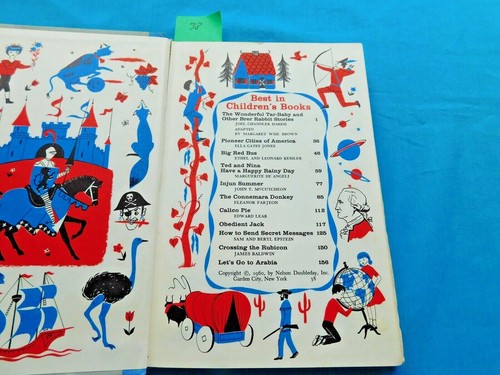 38
Best in
Children's Books
The Wonderful Tar-Baby and
Other Brer Rabbit Stories 1
JOEL CHANDLER HARRIS
ADAPTED
BY MARGARET WISE BROWN
Pioneer Cities of America 36
ELLA GATES JONES
Big Red Bus 46
ETHEL AND LEONARD KESSLER
Ted and Nina
Have a Happy Rainy Day 59
MARGUERITE DE ANGELI
Injun Summer 77
JOHN T. MCCUTCHEON
The Connemara Donkey 85
ELEANOR FARJEON
Calico Pie 112
EDWARD LEAR
Obedient Jack 117
How to Send Secret Messages 125
SAM AND BERYL EPSTEIN
Crossing the Rubicon 150
JAMES BALDWIN
Let's Go to Arabia 156
Copyright ©, 1960, by Nelson Doubleday, Inc.
Garden City, New York 38